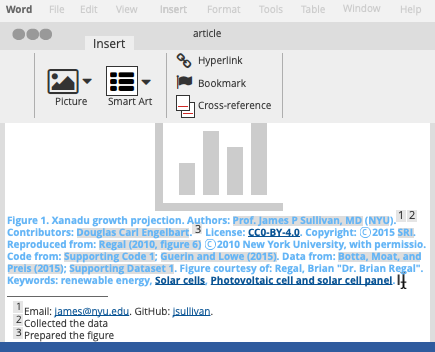 Word File Edit View Insert Format Tools Table Window Help
article
Insert
Hyperlink
Bookmark
Cross-reference
Picture
Smart Art
Figure 1. Xanadu growth projection. Authors: Prof. James P Sullivan, MD (NYU). 1 2
Contributors: Douglas Carl Engelbart. 3 License: CC0-BY-4.0. Copyright: ©2015 SRI.
Reproduced from: Regal (2010, figure 6) ©2010 New York University, with permissio.
Code from: Supporting Code 1; Guerin and Lowe (2015). Data from: Botta, Moat, and
Preis (2015); Supporting Dataset 1. Figure courtesy of: Regal, Brian "Dr. Brian Regal".
Keywords: renewable energy, Solar cells, Photovoltaic cell and solar cell panel.
1 Email: james@nyu.edu. GitHub: jsullivan.
2 Collected the data
3 Prepared the figure